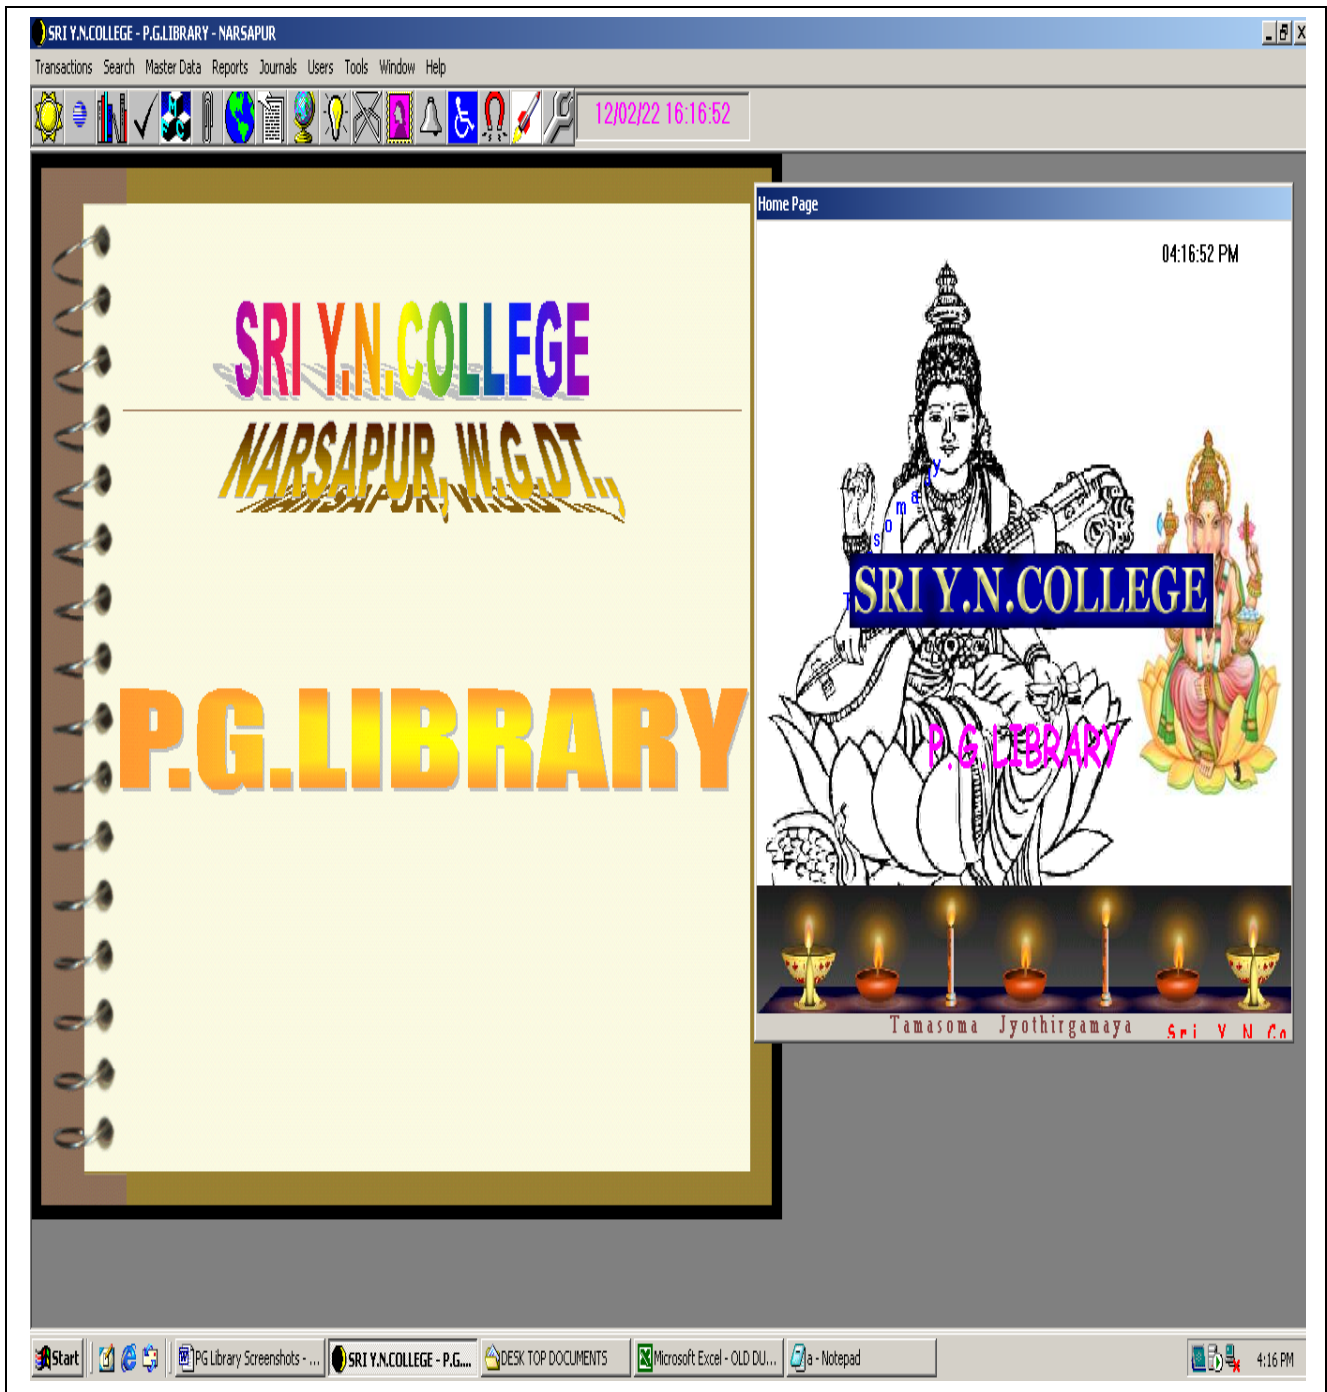 SRI Y.N.COLLEGE - P.G.LIBRARY - NARSAPUR
Transactions Search Master Data Reports Journals Users Tools Window Help
12/02/22 16:16:52
Home Page
04:16:52 PM
SRI Y.N.COLLEGE
NARSAPUR, W.G.DT.,
P.G.LIBRARY
SRI Y.N.COLLEGE
P.G.LIBRARY
Tamasoma Jyothirgamaya
Sri Y N Co
Start
PG Library Screenshots - ...
SRI Y.N.COLLEGE - P.G....
DESK TOP DOCUMENTS
Microsoft Excel - OLD DU...
a - Notepad
4:16 PM